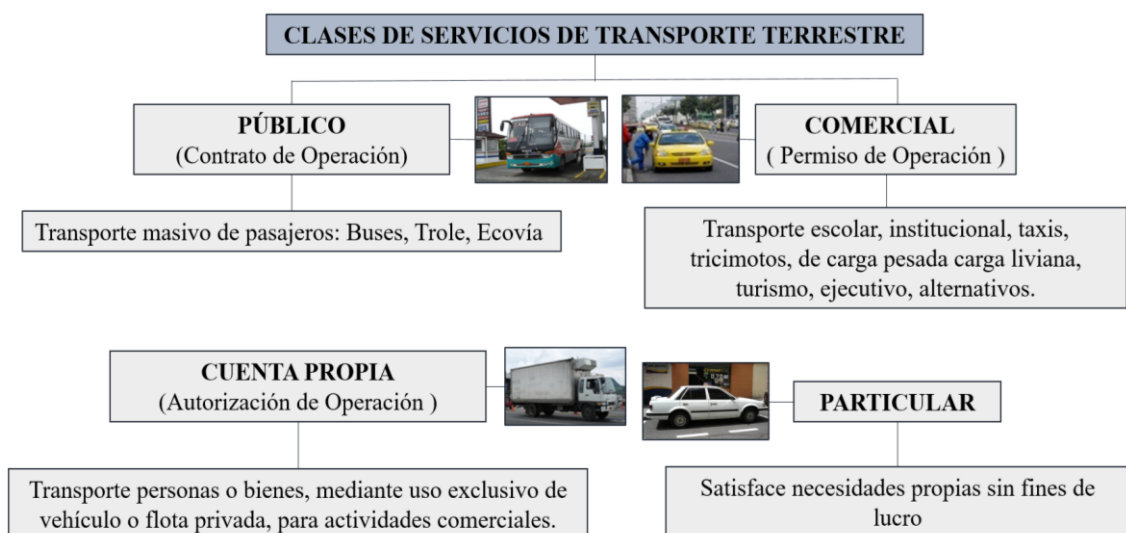 CLASES DE SERVICIOS DE TRANSPORTE TERRESTRE
PÚBLICO
(Contrato de Operación)
COMERCIAL
( Permiso de Operación )
Transporte masivo de pasajeros: Buses, Trole, Ecovía
Transporte escolar, institucional, taxis,
tricimotos, de carga pesada carga liviana,
turismo, ejecutivo, alternativos.
CUENTA PROPIA
(Autorización de Operación )
PARTICULAR
Transporte personas o bienes, mediante uso exclusivo de
vehículo o flota privada, para actividades comerciales.
Satisface necesidades propias sin fines de
lucro